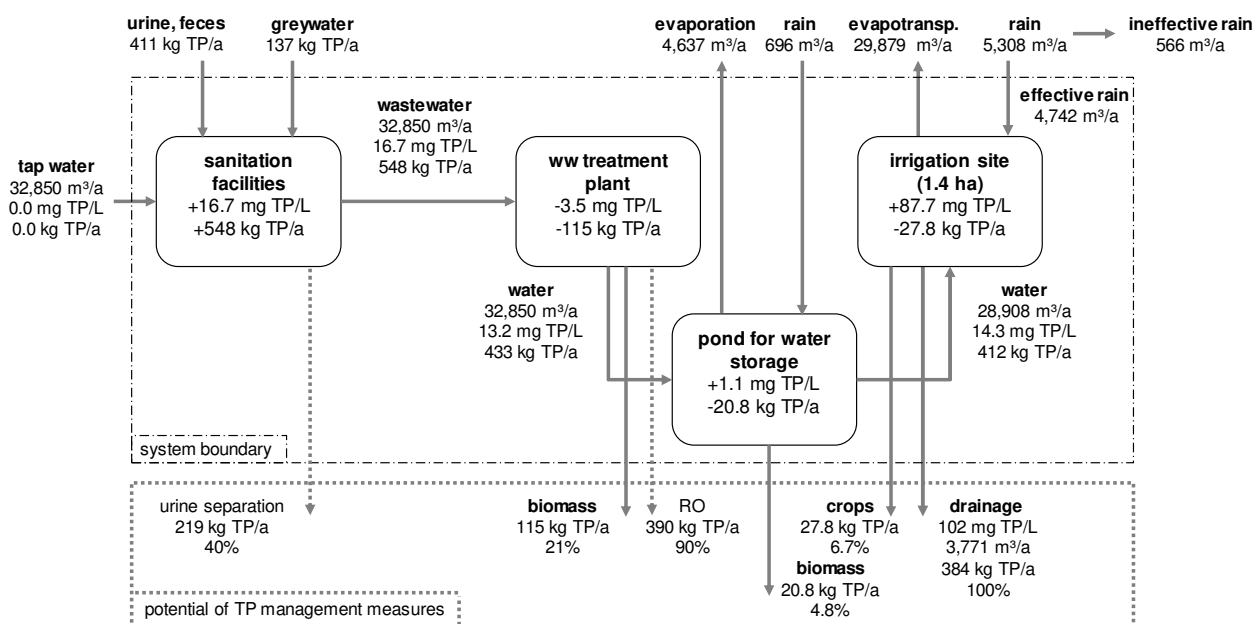 urine, feces
411 kg TP/a
greywater
137 kg TP/a
evaporation
4,637 m³/a
rain
696 m³/a
evapotransp.
29,879 m³/a
rain
5,308 m³/a
ineffective rain
566 m³/a
effective rain
4,742 m³/a
tap water
32,850 m³/a
0.0 mg TP/L
0.0 kg TP/a
sanitation
facilities
+16.7 mg TP/L
+548 kg TP/a
wastewater
32,850 m³/a
16.7 mg TP/L
548 kg TP/a
ww treatment
plant
-3.5 mg TP/L
-115 kg TP/a
irrigation site
(1.4 ha)
+87.7 mg TP/L
-27.8 kg TP/a
water
32,850 m³/a
13.2 mg TP/L
433 kg TP/a
pond for water
storage
+1.1 mg TP/L
-20.8 kg TP/a
water
28,908 m³/a
14.3 mg TP/L
412 kg TP/a
system boundary
urine separation
219 kg TP/a
40%
biomass
115 kg TP/a
21%
RO
390 kg TP/a
90%
biomass
20.8 kg TP/a
4.8%
crops
27.8 kg TP/a
6.7%
drainage
102 mg TP/L
3,771 m³/a
384 kg TP/a
100%
potential of TP management measures